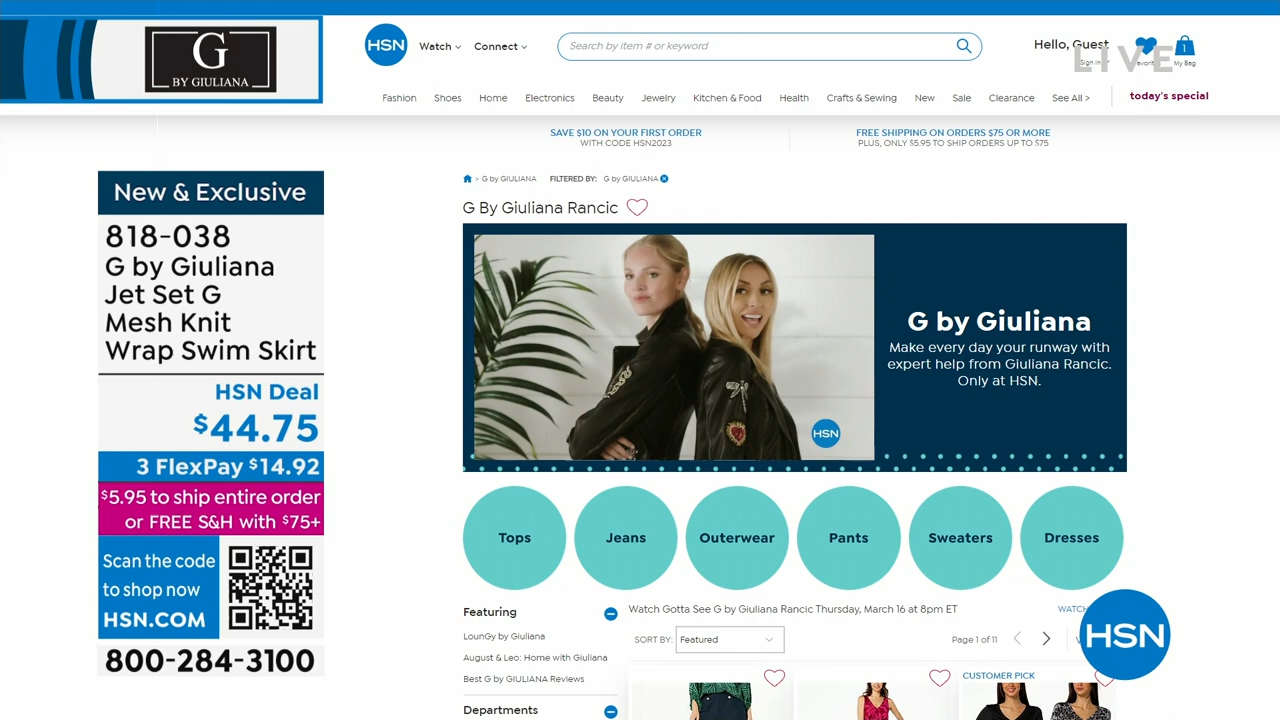 G
BY GIULIANA
HSN
Watch
Connect
Search by item # or keyword
Hello, Guest
LIVE
My Bag
1
Fashion
Shoes
Home
Electronics
Beauty
Jewelry
Kitchen & Food
Health
Crafts & Sewing
New
Sale
Clearance
See All >
today's special
SAVE $10 ON YOUR FIRST ORDER
WITH CODE HSN2023
FREE SHIPPING ON ORDERS $75 OR MORE
PLUS, ONLY $5.95 TO SHIP ORDERS UP TO $75
> G by GIULIANA FILTERED BY: G by GIULIANA
G By Giuliana Rancic
New & Exclusive
818-038
G by Giuliana
Jet Set G
Mesh Knit
Wrap Swim Skirt
HSN Deal
$44.75
3 FlexPay $14.92
$5.95 to ship entire order
or FREE S&H with $75+
Scan the code
to shop now
HSN.COM
800-284-3100
G by Giuliana
Make every day your runway with
expert help from Giuliana Rancic.
Only at HSN.
HSN
Tops
Jeans
Outerwear
Pants
Sweaters
Dresses
Featuring
LounGy by Giuliana
August & Leo: Home with Giuliana
Best G by GIULIANA Reviews
Departments
Watch Gotta See G by Giuliana Rancic Thursday, March 16 at 8pm ET
WATCH
SORT BY: Featured
Page 1 of 11
CUSTOMER PICK
HSN